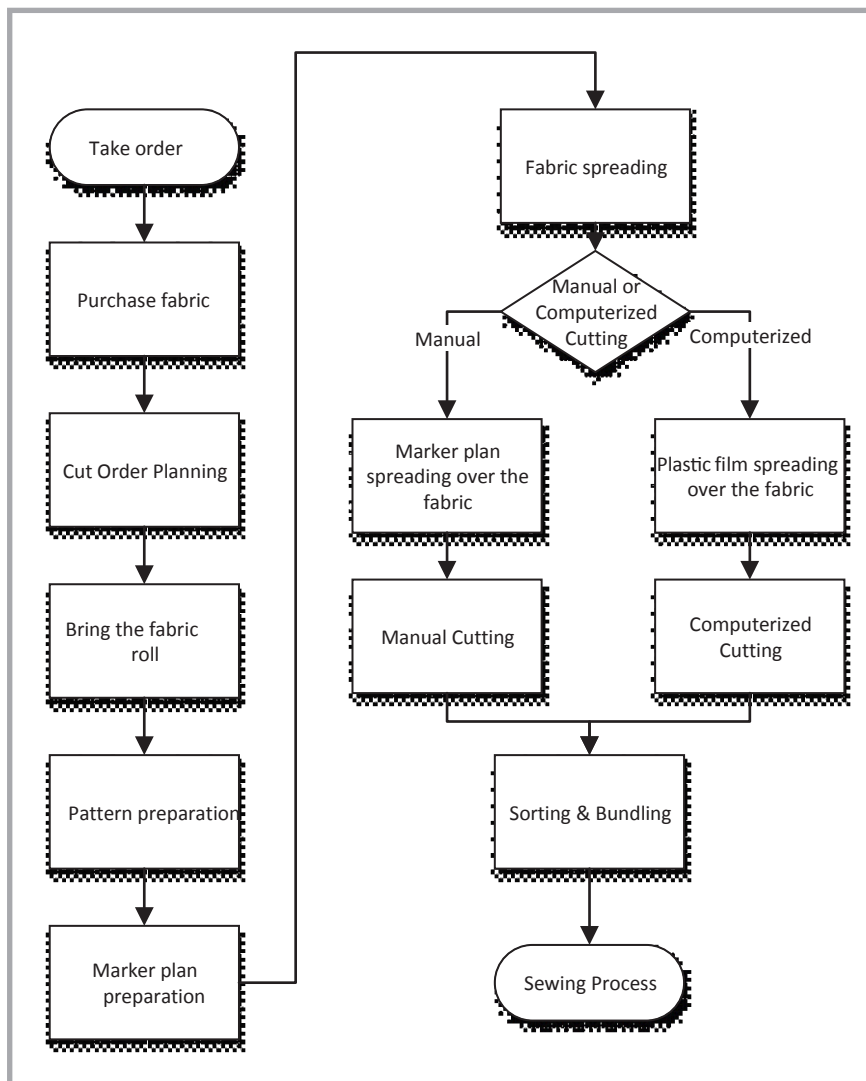 Take order
Purchase fabric
Cut Order Planning
Bring the fabric
roll
Pattern preparation
Marker plan
preparation
Fabric spreading
Manual or
Computerized
Cutting
Manual
Computerized
Marker plan
spreading over the
fabric
Plastic film spreading
over the fabric
Manual Cutting
Computerized
Cutting
Sorting & Bundling
Sewing Process